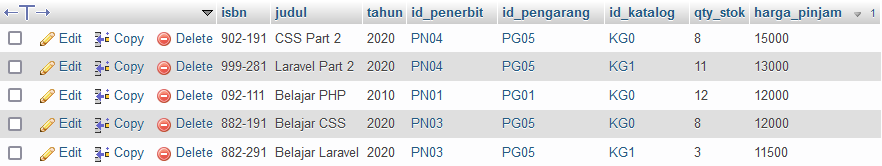 ←T→ isbn judul tahun id_penerbit id_pengarang id_katalog qty_stok harga_pinjam 1
Edit Copy Delete 902-191 CSS Part 2 2020 PN04 PG05 KG0 8 15000
Edit Copy Delete 999-281 Laravel Part 2 2020 PN04 PG05 KG1 11 13000
Edit Copy Delete 092-111 Belajar PHP 2010 PN01 PG01 KG0 12 12000
Edit Copy Delete 882-191 Belajar CSS 2020 PN03 PG05 KG0 8 12000
Edit Copy Delete 882-291 Belajar Laravel 2020 PN03 PG05 KG1 3 11500